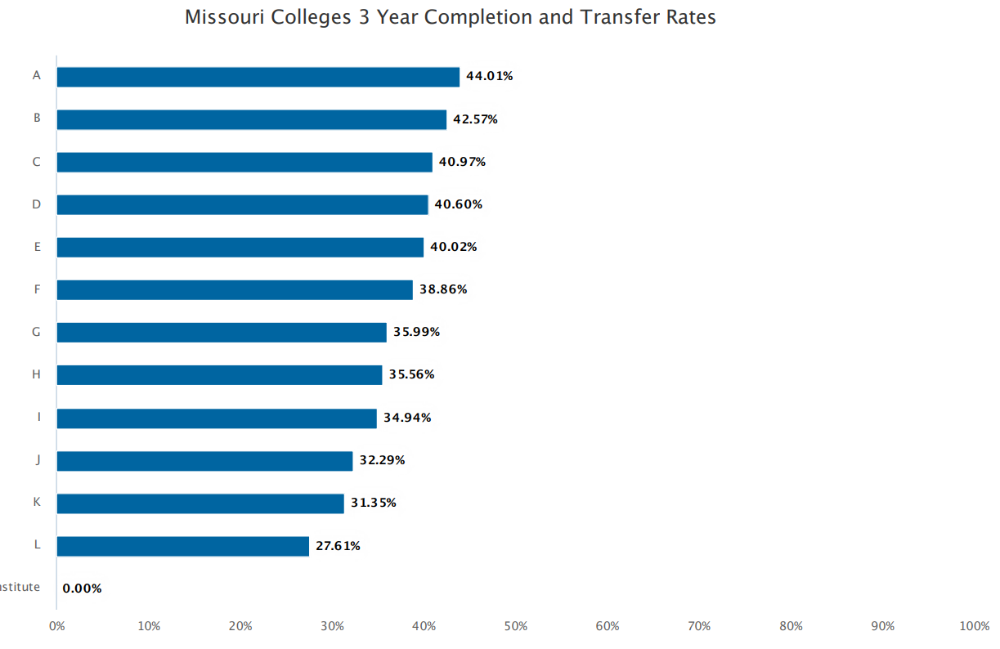 Missouri Colleges 3 Year Completion and Transfer Rates
A 44.01%
B 42.57%
C 40.97%
D 40.60%
E 40.02%
F 38.86%
G 35.99%
H 35.56%
I 34.94%
J 32.29%
K 31.35%
L 27.61%
nstitute 0.00%
0% 10% 20% 30% 40% 50% 60% 70% 80% 90% 100%